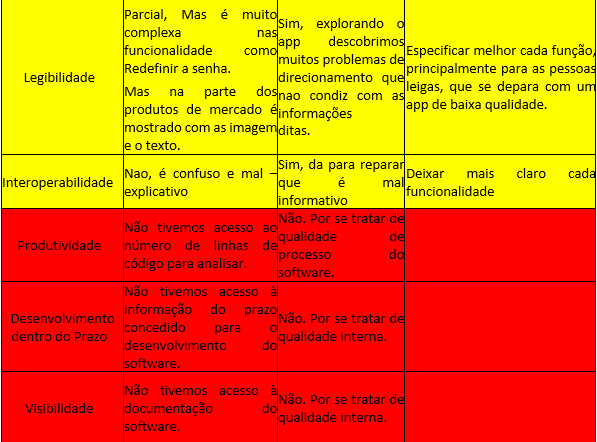 Legibilidade
Parcial, Mas é muito
complexa nas
funcionalidade como
Redefinir a senha.
Mas na parte dos
produtos de mercado é
mostrado com as imagem
e o texto.
Sim, explorando o
app descobrimos
muitos problemas de
direcionamento que
nao condiz com as
informações
ditas.
Especificar melhor cada função,
principalmente para as pessoas
leigas, que se depara com um
app de baixa qualidade.
Interoperabilidade
Nao, é confuso e mal –
explicativo
Sim, da para reparar
que é mal
informativo
Deixar mais claro cada
funcionalidade
Produtividade
Não tivemos acesso ao
número de linhas de
código para analisar.
Não. Por se tratar de
qualidade de
processo do
software.
Desenvolvimento
dentro do Prazo
Não tivemos acesso à
informação do prazo
concedido para o
desenvolvimento do
software.
Não. Por se tratar de
qualidade interna.
Visibilidade
Não tivemos acesso à
documentação do
software.
Não. Por se tratar de
qualidade interna.